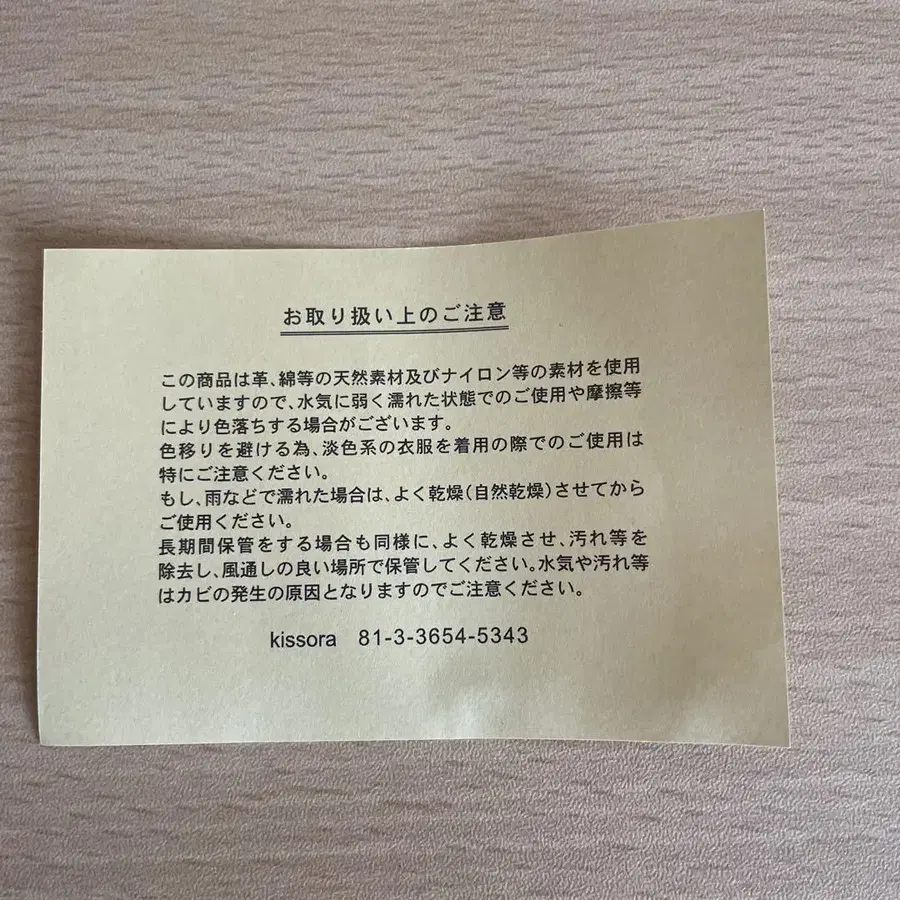 お取り扱い上のご注意
この商品は革、綿等の天然素材及びナイロン等の素材を使用
していますので、水気に弱く濡れた状態でのご使用や摩擦等
により色落ちする場合がございます。
色移りを避ける為、淡色系の衣服を着用の際でのご使用は
特にご注意ください。
もし、雨などで濡れた場合は、よく乾燥（自然乾燥）させてから
ご使用ください。
長期間保管をする場合も同様に、よく乾燥させ、汚れ等を
除去し、風通しの良い場所で保管してください。水気や汚れ等
はカビの発生の原因となりますのでご注意ください。
kissora 81-3-3654-5343